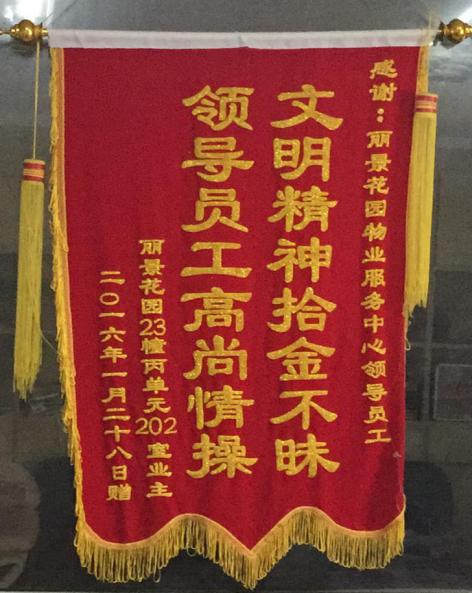 感谢：丽景花园物业服务中心领导员工
文明精神拾金不昧
领导员工高尚情操
丽景花园23幢丙单元202室业主
二〇一六年一月二十八日赠